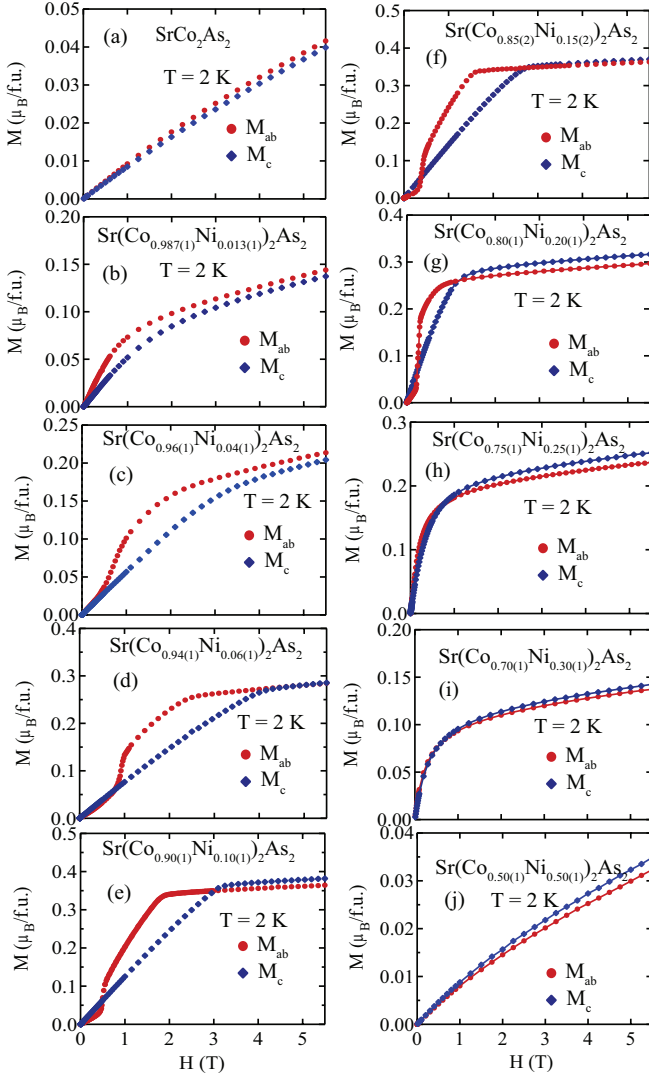 (a)
SrCo2As2
T = 2 K
Mab
Mc
M (μB/f.u.)
0.05
0.04
0.03
0.02
0.01
0.00
(b)
Sr(Co0.987(1)Ni0.013(1))2As2
T = 2 K
Mab
Mc
M (μB/f.u.)
0.20
0.15
0.10
0.05
0.00
(c)
Sr(Co0.96(1)Ni0.04(1))2As2
T = 2 K
Mab
Mc
M (μB/f.u.)
0.25
0.20
0.15
0.10
0.05
0.00
(d)
Sr(Co0.94(1)Ni0.06(1))2As2
T = 2 K
Mab
Mc
M (μB/f.u.)
0.4
0.3
0.2
0.1
0.0
(e)
Sr(Co0.90(1)Ni0.10(1))2As2
T = 2 K
Mab
Mc
M (μB/f.u.)
0.5
0.4
0.3
0.2
0.1
0.0
0 1 2 3 4 5
H (T)
(f)
Sr(Co0.85(2)Ni0.15(2))2As2
T = 2 K
Mab
Mc
M (μB/f.u.)
0.5
0.4
0.3
0.2
0.1
0.00
(g)
Sr(Co0.80(1)Ni0.20(1))2As2
T = 2 K
Mab
Mc
M (μB/f.u.)
0.4
0.3
0.2
0.1
0.00
(h)
Sr(Co0.75(1)Ni0.25(1))2As2
T = 2 K
Mab
Mc
M (μB/f.u.)
0.3
0.2
0.1
0.0
(i)
Sr(Co0.70(1)Ni0.30(1))2As2
T = 2 K
Mab
Mc
M (μB/f.u.)
0.20
0.15
0.10
0.05
0.00
(j)
Sr(Co0.50(1)Ni0.50(1))2As2
T = 2 K
Mab
Mc
M (μB/f.u.)
0.04
0.03
0.02
0.01
0.00
0 1 2 3 4 5
H (T)